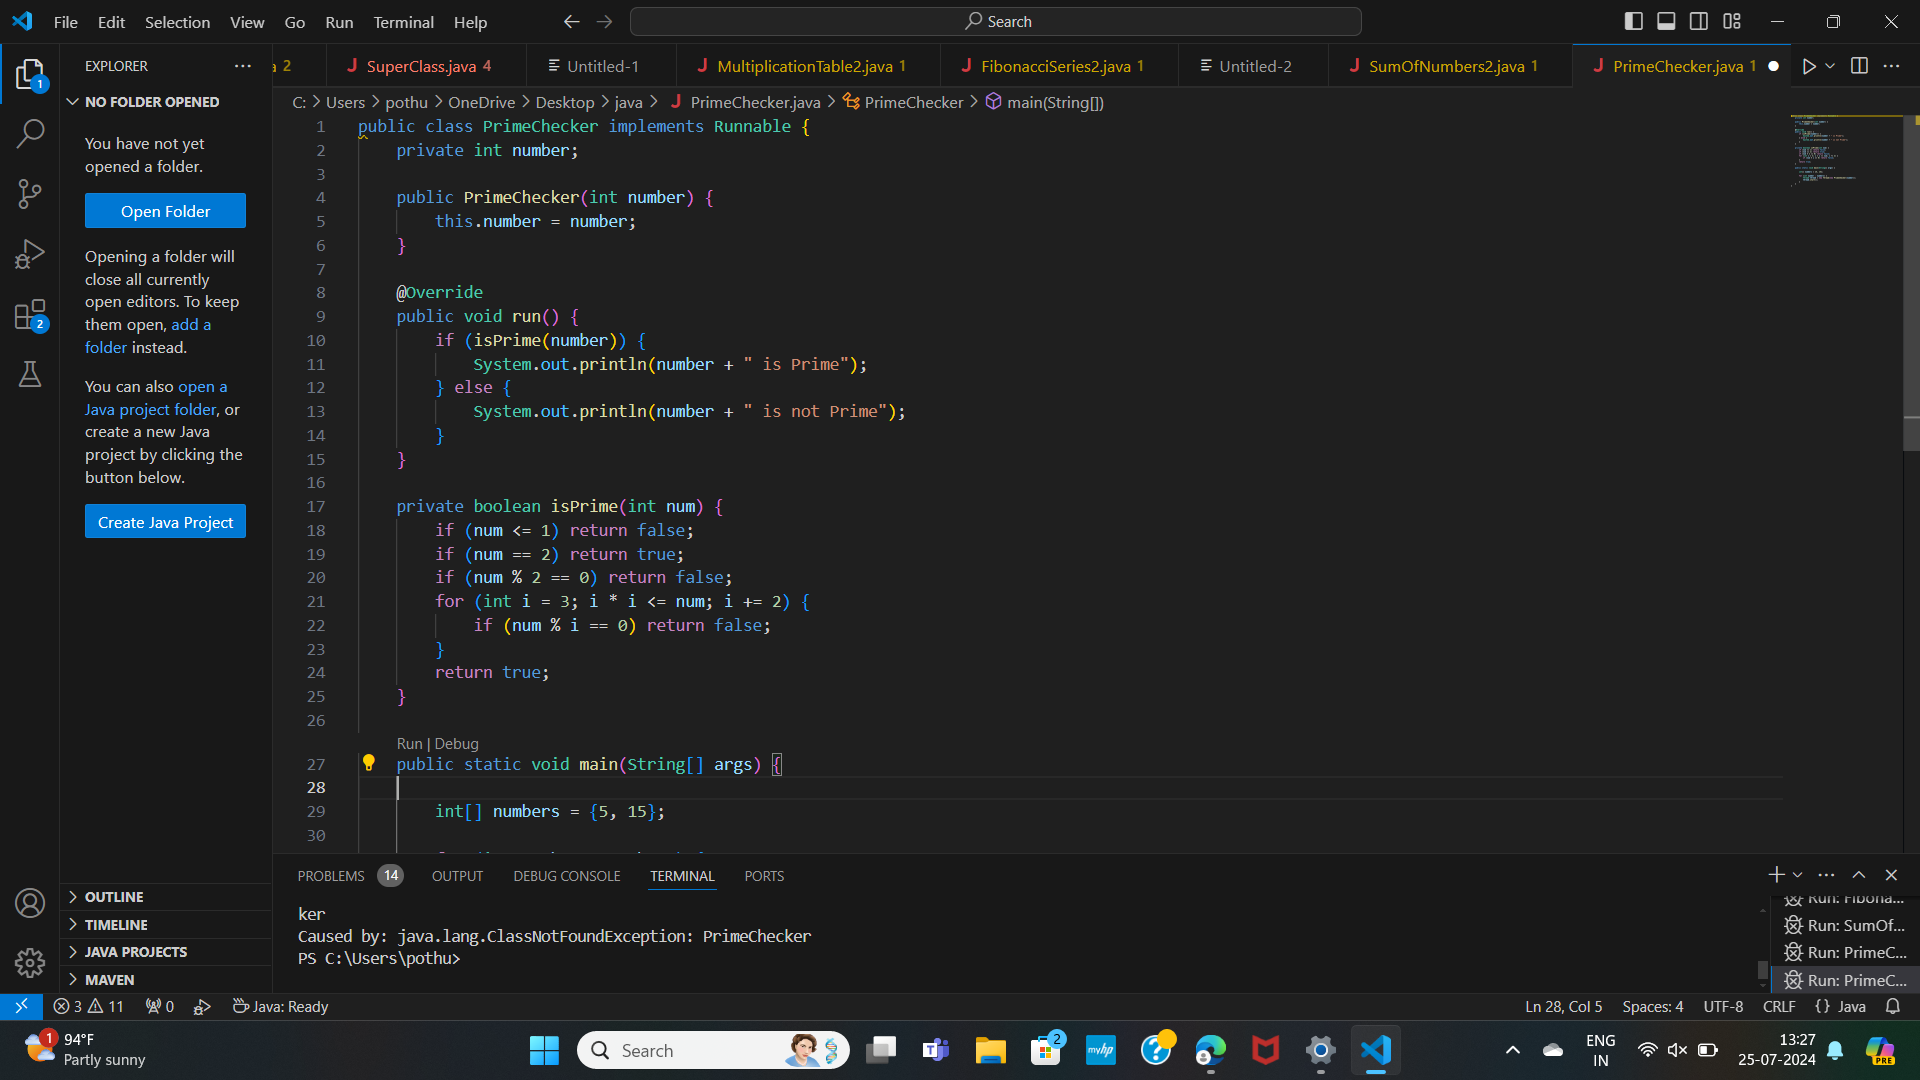 File Edit Selection View Go Run Terminal Help
Search
EXPLORER
NO FOLDER OPENED
You have not yet
opened a folder.
Open Folder
Opening a folder will
close all currently
open editors. To keep
them open, add a
folder instead.
You can also open a
Java project folder, or
create a new Java
project by clicking the
button below.
Create Java Project
OUTLINE
TIMELINE
JAVA PROJECTS
MAVEN
1
2
a 2 SuperClass.java 4 Untitled-1 MultiplicationTable2.java 1 FibonacciSeries2.java 1 Untitled-2 SumOfNumbers2.java 1 PrimeChecker.java 1
C: > Users > pothu > OneDrive > Desktop > java > PrimeChecker.java > PrimeChecker > main(String[])
1 public class PrimeChecker implements Runnable {
2 private int number;
3
4 public PrimeChecker(int number) {
5 this.number = number;
6 }
7
8 @Override
9 public void run() {
10 if (isPrime(number)) {
11 System.out.println(number + " is Prime");
12 } else {
13 System.out.println(number + " is not Prime");
14 }
15 }
16
17 private boolean isPrime(int num) {
18 if (num <= 1) return false;
19 if (num == 2) return true;
20 if (num % 2 == 0) return false;
21 for (int i = 3; i * i <= num; i += 2) {
22 if (num % i == 0) return false;
23 }
24 return true;
25 }
26
Run | Debug
27 public static void main(String[] args) {
28
29 int[] numbers = {5, 15};
30
PROBLEMS 14 OUTPUT DEBUG CONSOLE TERMINAL PORTS
ker
Caused by: java.lang.ClassNotFoundException: PrimeChecker
PS C:\Users\pothu>
Run: Fibona...
Run: SumOf...
Run: PrimeC...
Run: PrimeC...
3 11 0 Java: Ready
Ln 28, Col 5 Spaces: 4 UTF-8 CRLF {} Java
1
94°F
Partly sunny
Search
2
myhp
ENG
IN
13:27
25-07-2024
PRE